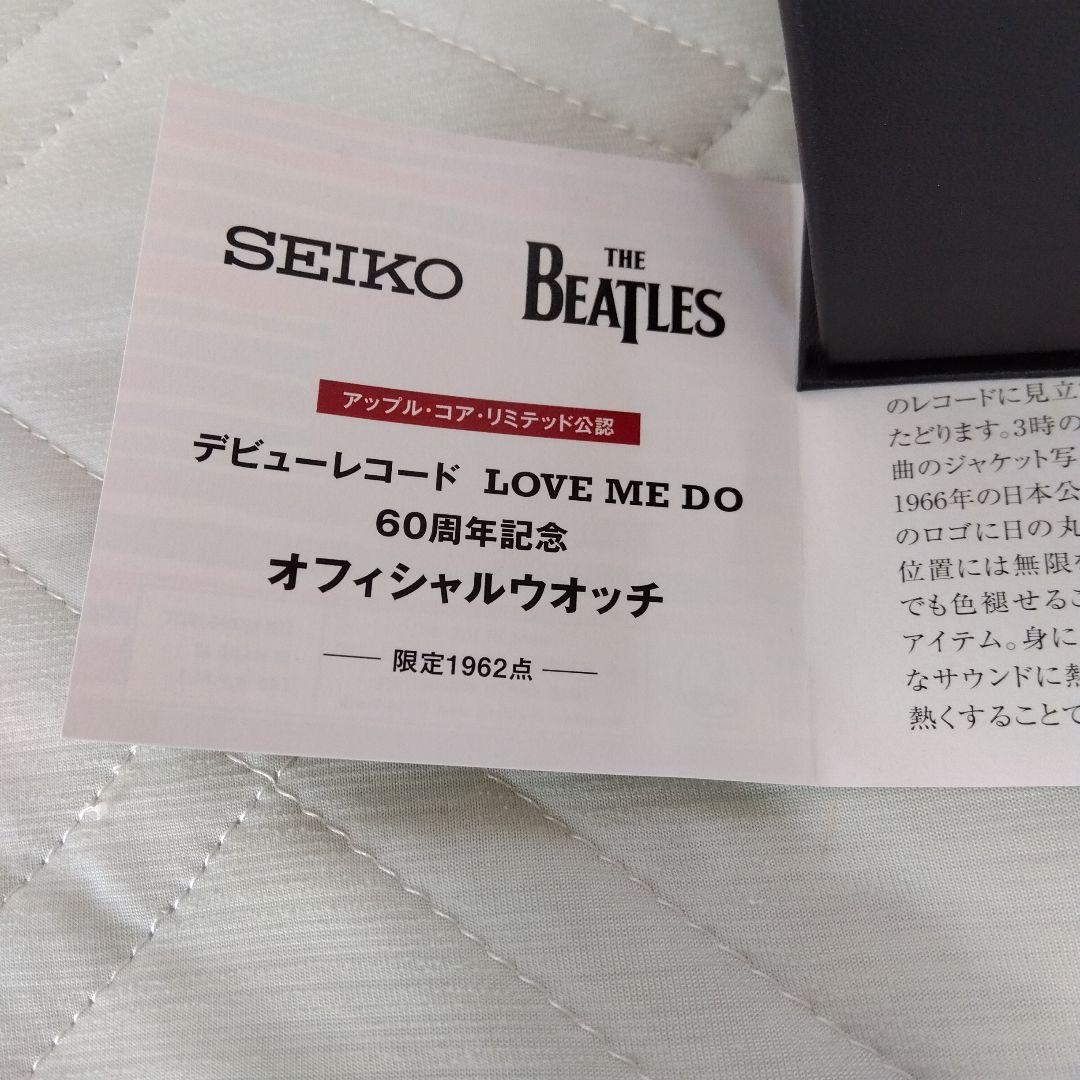 SEIKO
THE
BEATLES
アップル・コア・リミテッド公認
デビューレコード LOVE ME DO
60周年記念
オフィシャルウオッチ
限定1962点
のレコードに見立
たどります。3時の
曲のジャケット写
1966年の日本公
のロゴに日の丸
位置には無限
でも色褪せるこ
アイテム。身に
なサウンドに熱
熱くすることで